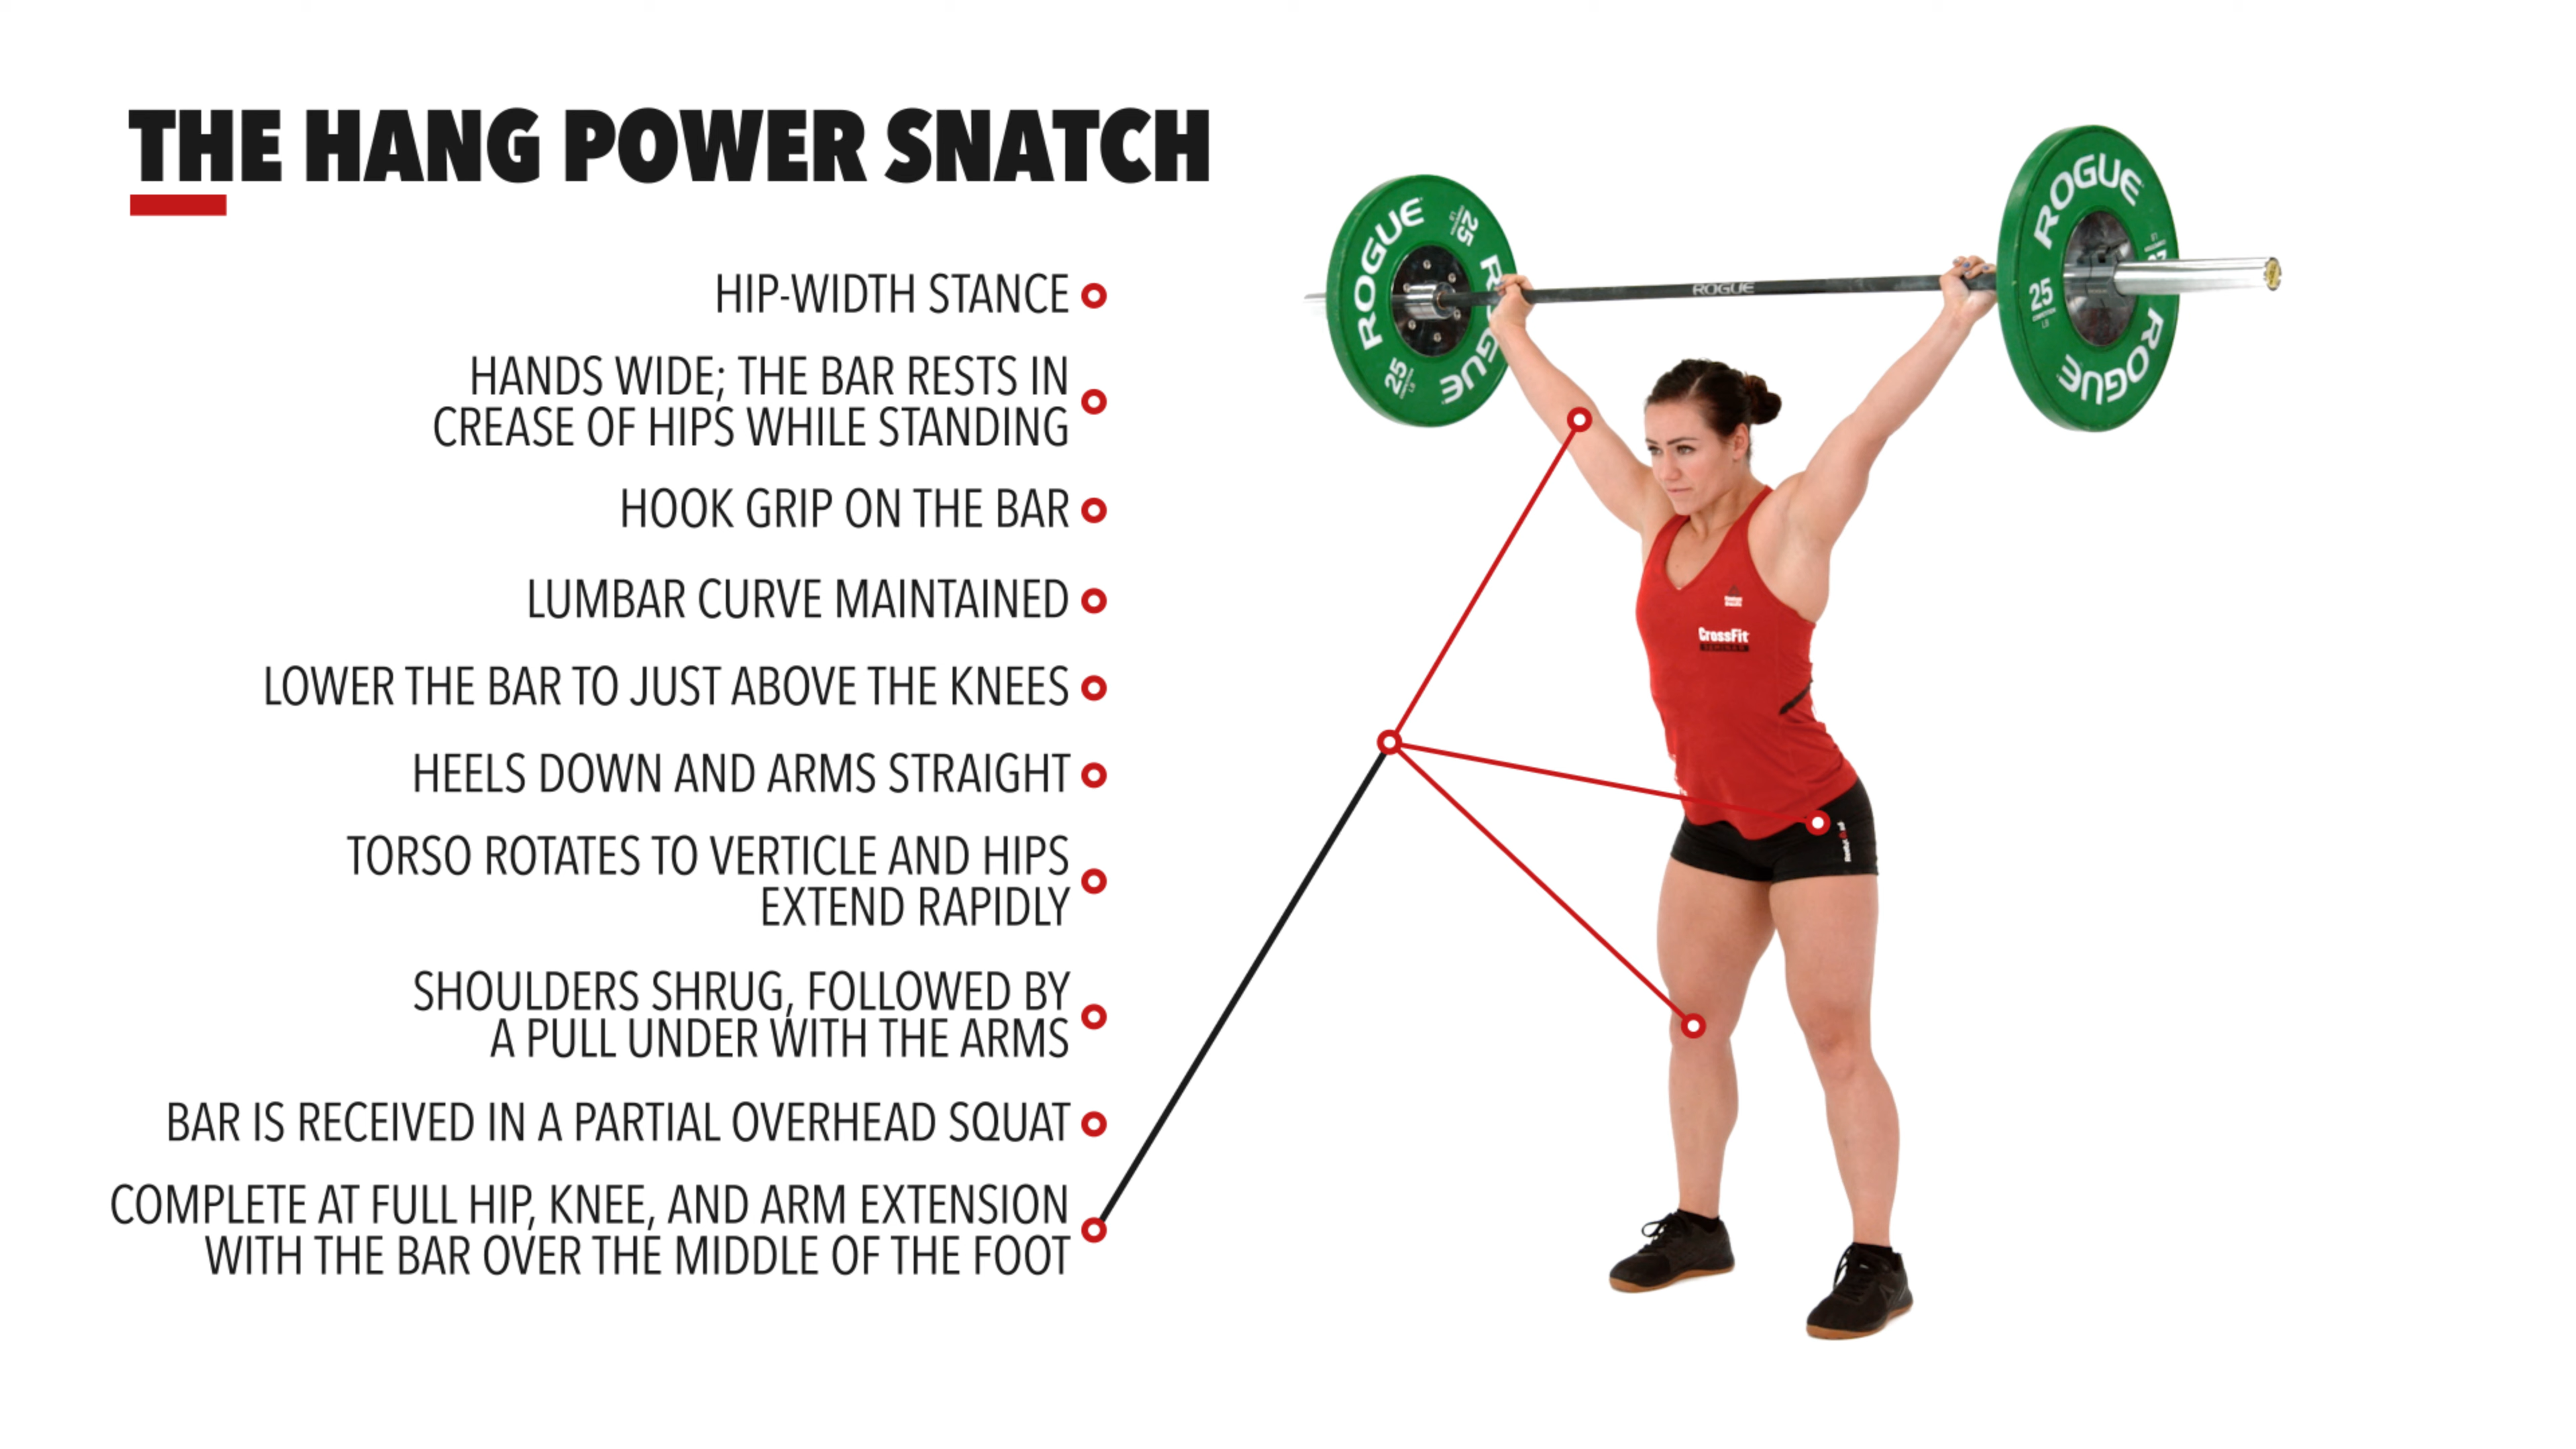 THE HANG POWER SNATCH
HIP-WIDTH STANCE
HANDS WIDE; THE BAR RESTS IN
CREASE OF HIPS WHILE STANDING
HOOK GRIP ON THE BAR
LUMBAR CURVE MAINTAINED
LOWER THE BAR TO JUST ABOVE THE KNEES
HEELS DOWN AND ARMS STRAIGHT
TORSO ROTATES TO VERTICLE AND HIPS
EXTEND RAPIDLY
SHOULDERS SHRUG, FOLLOWED BY
A PULL UNDER WITH THE ARMS
BAR IS RECEIVED IN A PARTIAL OVERHEAD SQUAT
COMPLETE AT FULL HIP, KNEE, AND ARM EXTENSION
WITH THE BAR OVER THE MIDDLE OF THE FOOT
ROGUE
25
ROGUE
25
LB
ROGUE
ROGUE
ROGUE
25
LB
ROGUE
CrossFit